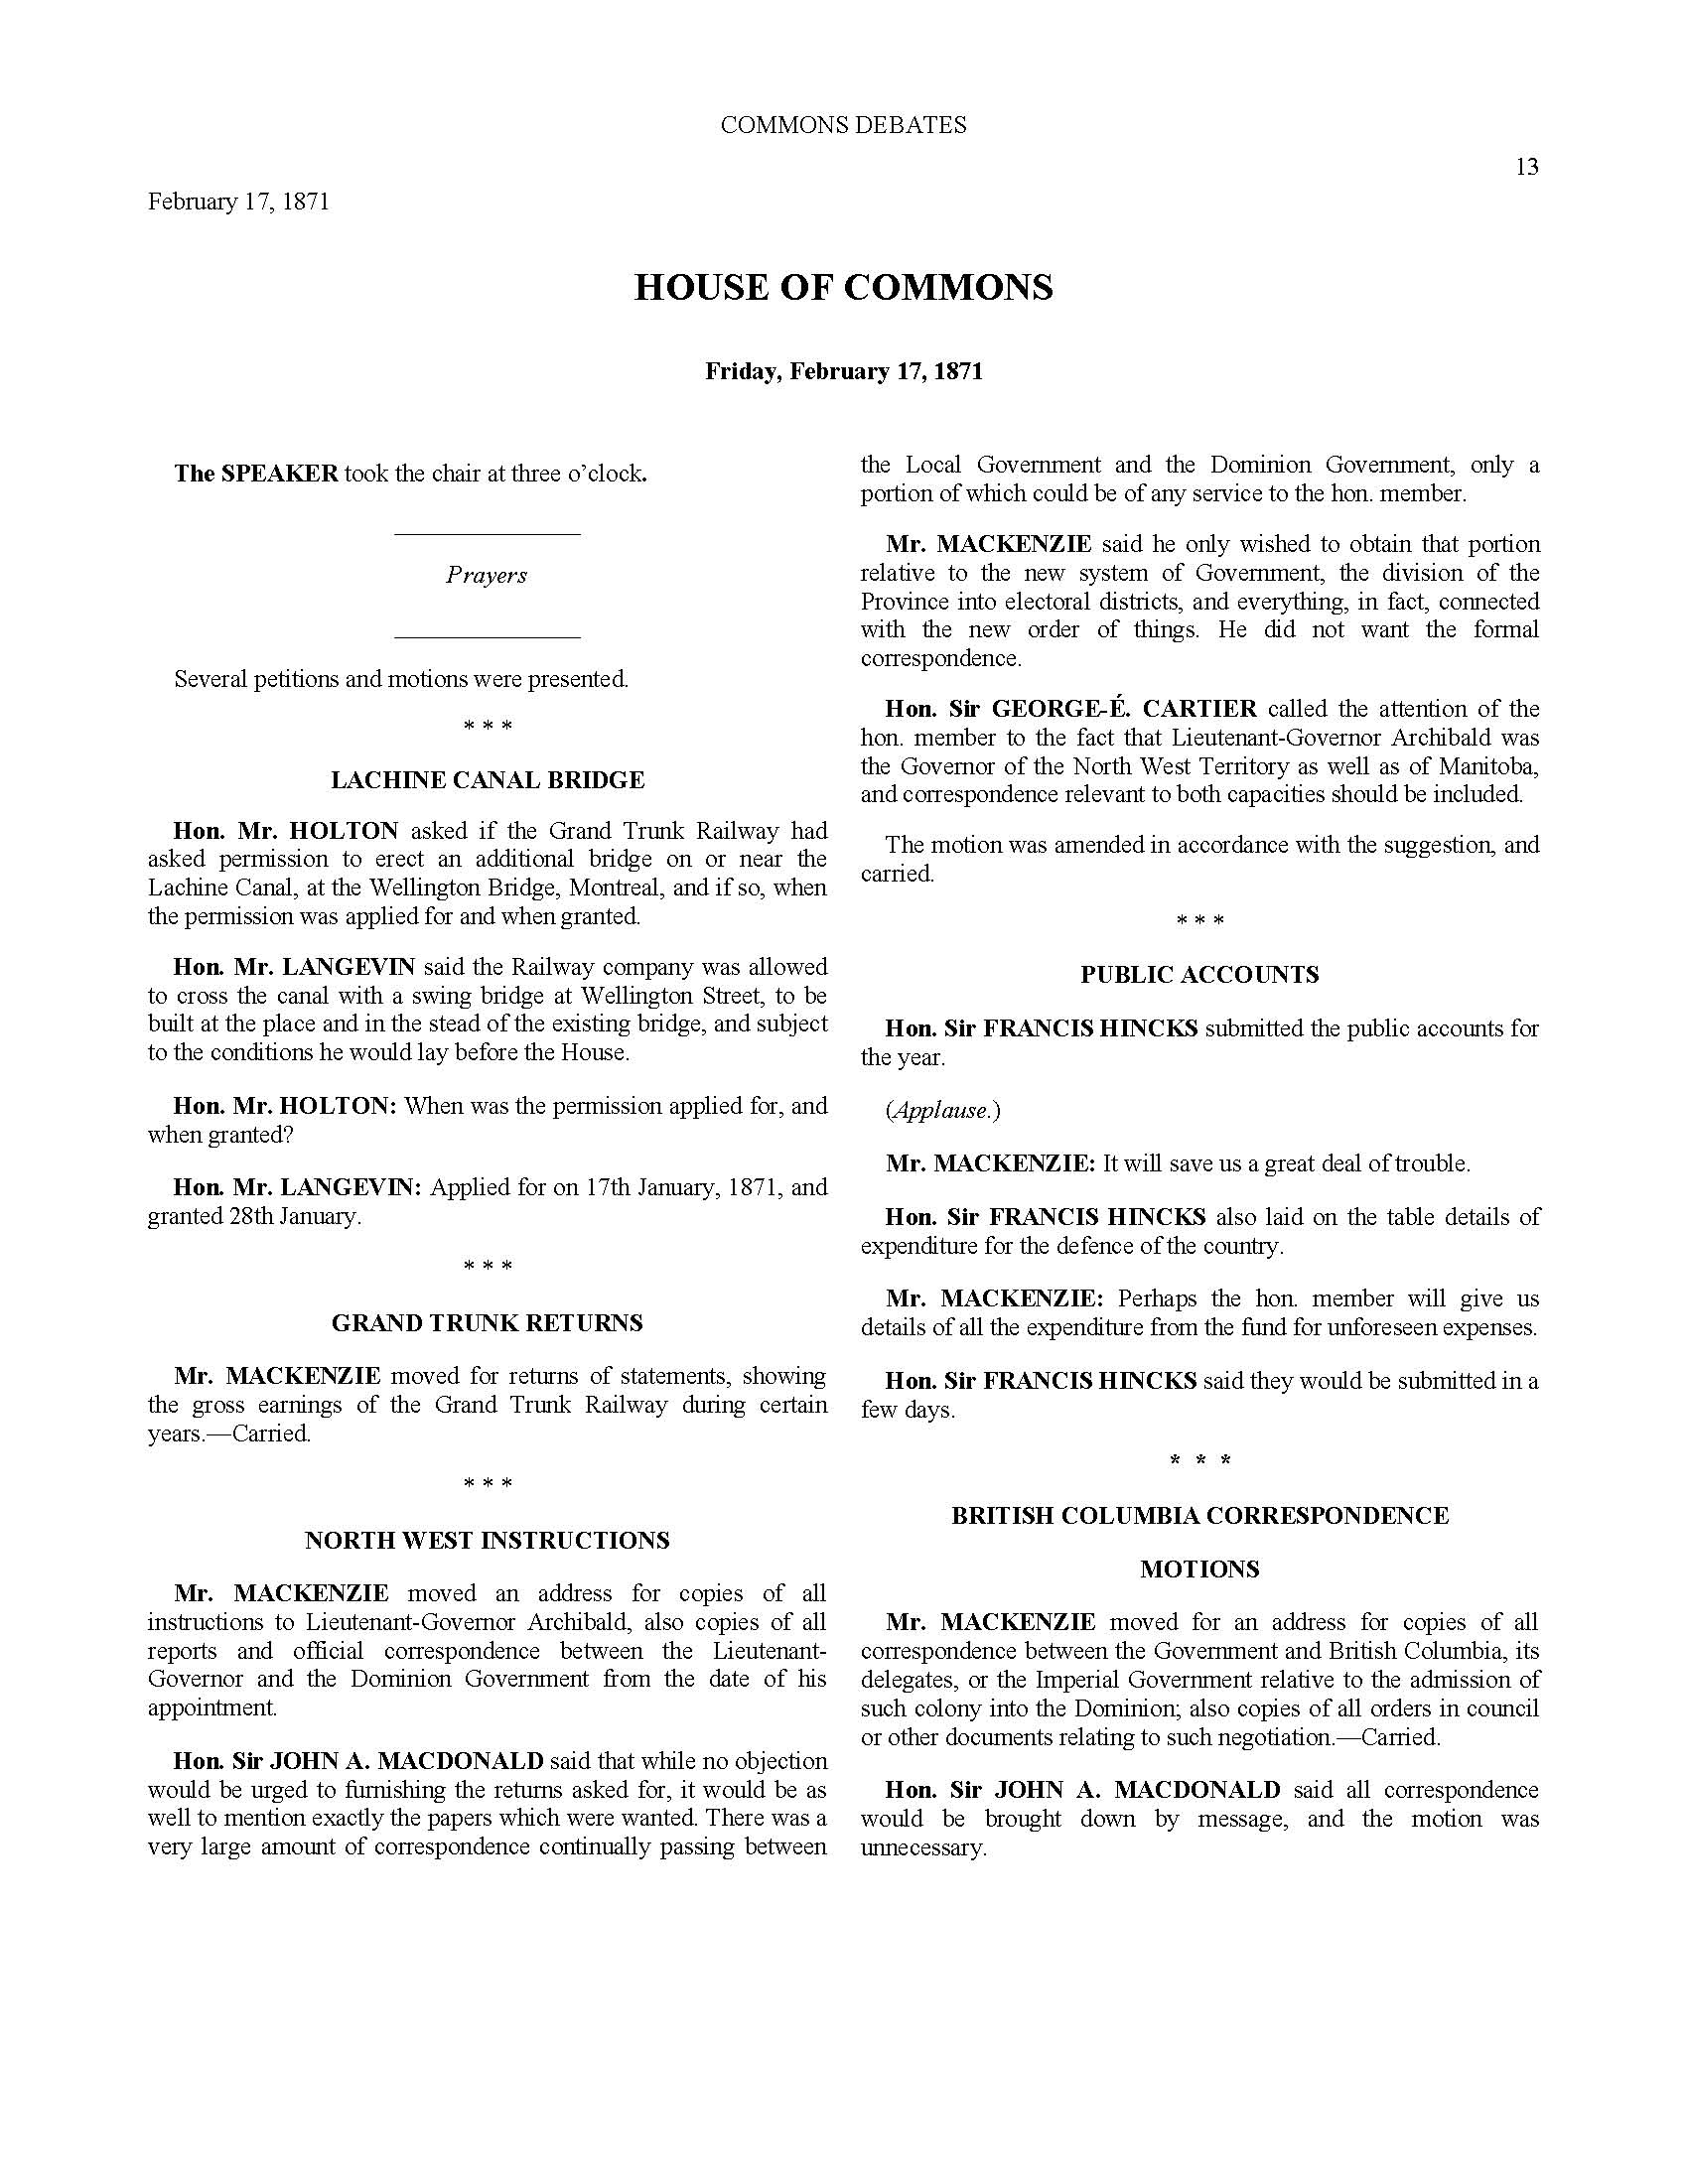 COMMONS DEBATES
13
February 17, 1871
HOUSE OF COMMONS
Friday, February 17, 1871
The SPEAKER took the chair at three o’clock.
Prayers
Several petitions and motions were presented.
* * *
LACHINE CANAL BRIDGE
Hon. Mr. HOLTON asked if the Grand Trunk Railway had
asked permission to erect an additional bridge on or near the
Lachine Canal, at the Wellington Bridge, Montreal, and if so, when
the permission was applied for and when granted.
Hon. Mr. LANGEVIN said the Railway company was allowed
to cross the canal with a swing bridge at Wellington Street, to be
built at the place and in the stead of the existing bridge, and subject
to the conditions he would lay before the House.
Hon. Mr. HOLTON: When was the permission applied for, and
when granted?
Hon. Mr. LANGEVIN: Applied for on 17th January, 1871, and
granted 28th January.
* * *
GRAND TRUNK RETURNS
Mr. MACKENZIE moved for returns of statements, showing
the gross earnings of the Grand Trunk Railway during certain
years.—Carried.
* * *
NORTH WEST INSTRUCTIONS
Mr. MACKENZIE moved an address for copies of all
instructions to Lieutenant-Governor Archibald, also copies of all
reports and official correspondence between the Lieutenant-
Governor and the Dominion Government from the date of his
appointment.
Hon. Sir JOHN A. MACDONALD said that while no objection
would be urged to furnishing the returns asked for, it would be as
well to mention exactly the papers which were wanted. There was a
very large amount of correspondence continually passing between
the Local Government and the Dominion Government, only a
portion of which could be of any service to the hon. member.
Mr. MACKENZIE said he only wished to obtain that portion
relative to the new system of Government, the division of the
Province into electoral districts, and everything, in fact, connected
with the new order of things. He did not want the formal
correspondence.
Hon. Sir GEORGE-É. CARTIER called the attention of the
hon. member to the fact that Lieutenant-Governor Archibald was
the Governor of the North West Territory as well as of Manitoba,
and correspondence relevant to both capacities should be included.
The motion was amended in accordance with the suggestion, and
carried.
* * *
PUBLIC ACCOUNTS
Hon. Sir FRANCIS HINCKS submitted the public accounts for
the year.
(Applause.)
Mr. MACKENZIE: It will save us a great deal of trouble.
Hon. Sir FRANCIS HINCKS also laid on the table details of
expenditure for the defence of the country.
Mr. MACKENZIE: Perhaps the hon. member will give us
details of all the expenditure from the fund for unforeseen expenses.
Hon. Sir FRANCIS HINCKS said they would be submitted in a
few days.
* * *
BRITISH COLUMBIA CORRESPONDENCE
MOTIONS
Mr. MACKENZIE moved for an address for copies of all
correspondence between the Government and British Columbia, its
delegates, or the Imperial Government relative to the admission of
such colony into the Dominion; also copies of all orders in council
or other documents relating to such negotiation.—Carried.
Hon. Sir JOHN A. MACDONALD said all correspondence
would be brought down by message, and the motion was
unnecessary.